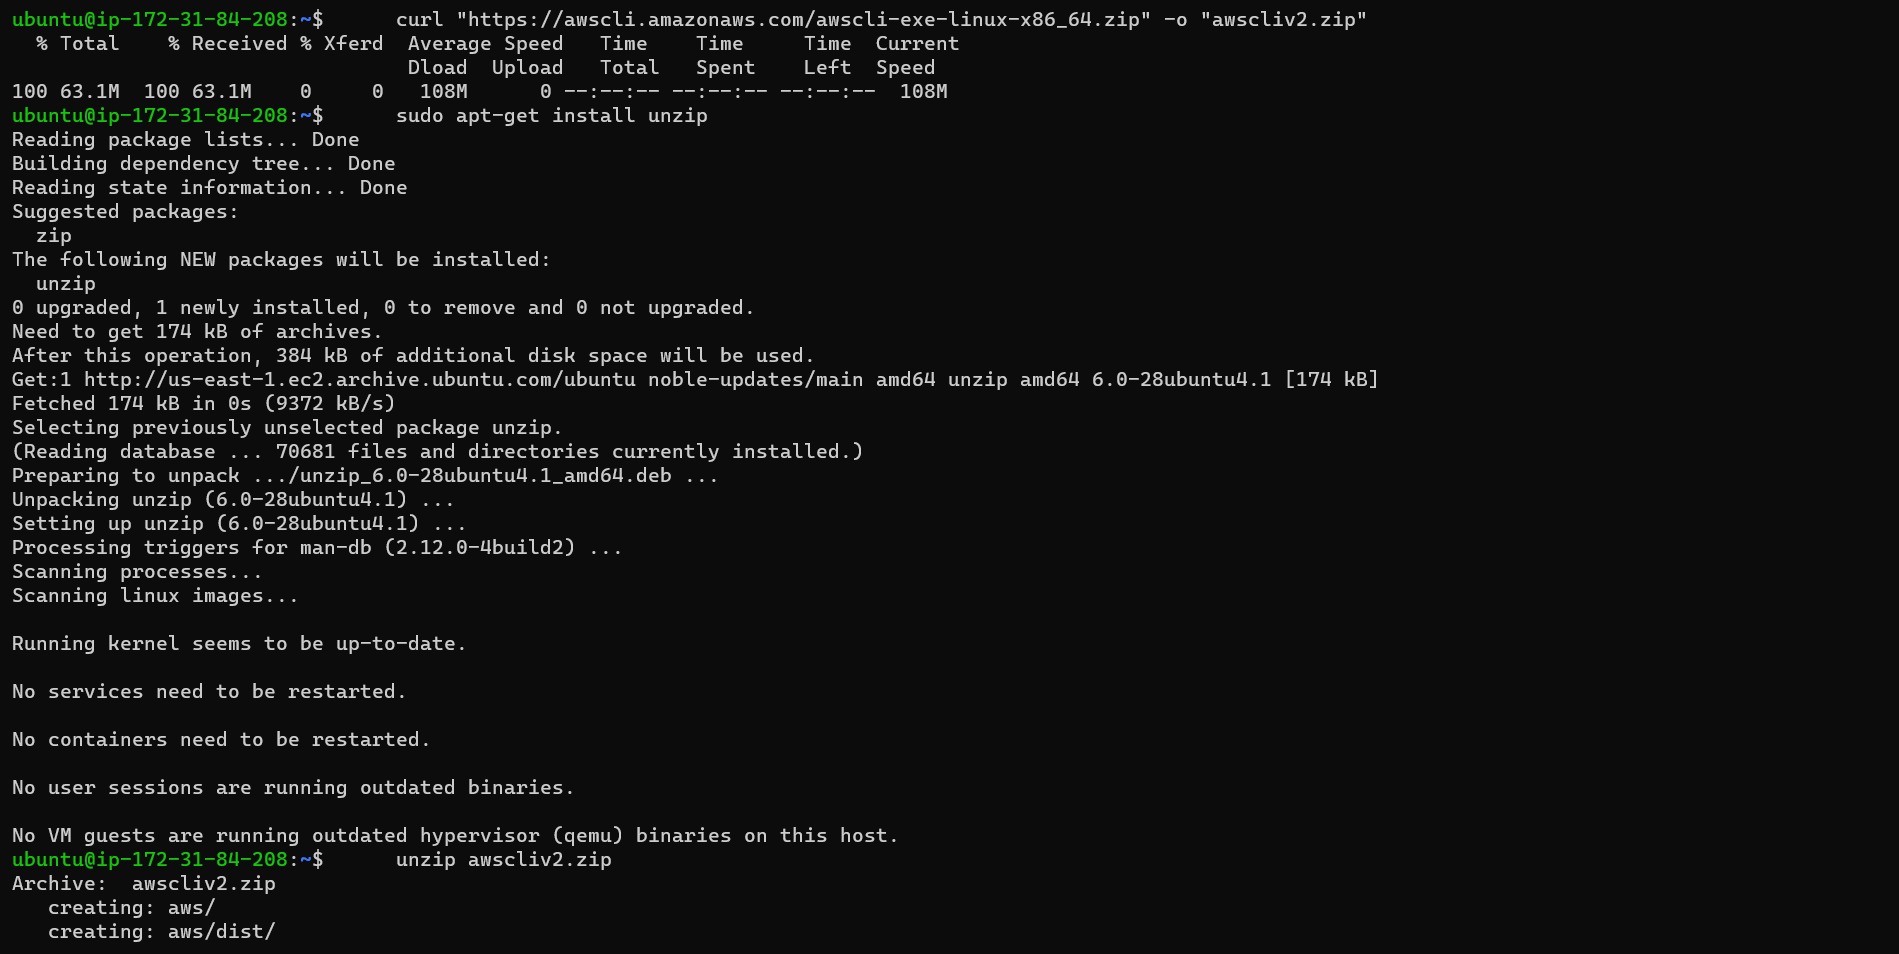 ubuntu@ip-172-31-84-208:~$      curl "https://awscli.amazonaws.com/awscli-exe-linux-x86_64.zip" -o "awscliv2.zip"
  % Total    % Received % Xferd  Average Speed   Time    Time     Time  Current
                                 Dload  Upload   Total   Spent    Left  Speed
100 63.1M  100 63.1M    0     0   108M      0 --:--:-- --:--:-- --:--:--  108M
ubuntu@ip-172-31-84-208:~$      sudo apt-get install unzip
Reading package lists... Done
Building dependency tree... Done
Reading state information... Done
Suggested packages:
  zip
The following NEW packages will be installed:
  unzip
0 upgraded, 1 newly installed, 0 to remove and 0 not upgraded.
Need to get 174 kB of archives.
After this operation, 384 kB of additional disk space will be used.
Get:1 http://us-east-1.ec2.archive.ubuntu.com/ubuntu noble-updates/main amd64 unzip amd64 6.0-28ubuntu4.1 [174 kB]
Fetched 174 kB in 0s (9372 kB/s)
Selecting previously unselected package unzip.
(Reading database ... 70681 files and directories currently installed.)
Preparing to unpack .../unzip_6.0-28ubuntu4.1_amd64.deb ...
Unpacking unzip (6.0-28ubuntu4.1) ...
Setting up unzip (6.0-28ubuntu4.1) ...
Processing triggers for man-db (2.12.0-4build2) ...
Scanning processes...
Scanning linux images...

Running kernel seems to be up-to-date.

No services need to be restarted.

No containers need to be restarted.

No user sessions are running outdated binaries.

No VM guests are running outdated hypervisor (qemu) binaries on this host.
ubuntu@ip-172-31-84-208:~$      unzip awscliv2.zip
Archive:  awscliv2.zip
   creating: aws/
   creating: aws/dist/